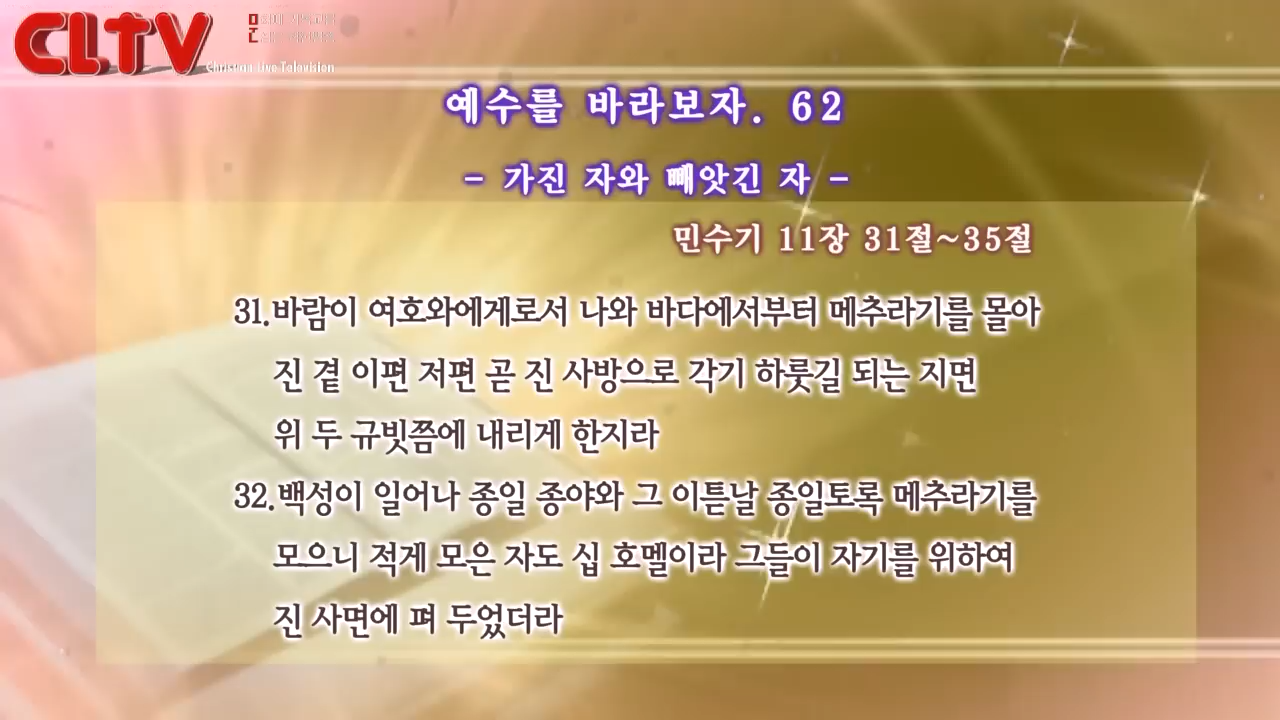 CLTV
Christian Live Television
예수를 바라보자. 62
- 가진 자와 빼앗긴 자 -
민수기 11장 31절~35절
31.바람이 여호와에게로서 나와 바다에서부터 메추라기를 몰아
진 곁 이편 저편 곧 진 사방으로 각기 하룻길 되는 지면
위 두 규빗쯤에 내리게 한지라
32.백성이 일어나 종일 종야와 그 이튿날 종일토록 메추라기를
모으니 적게 모은 자도 십 호멜이라 그들이 자기를 위하여
진 사면에 펴 두었더라